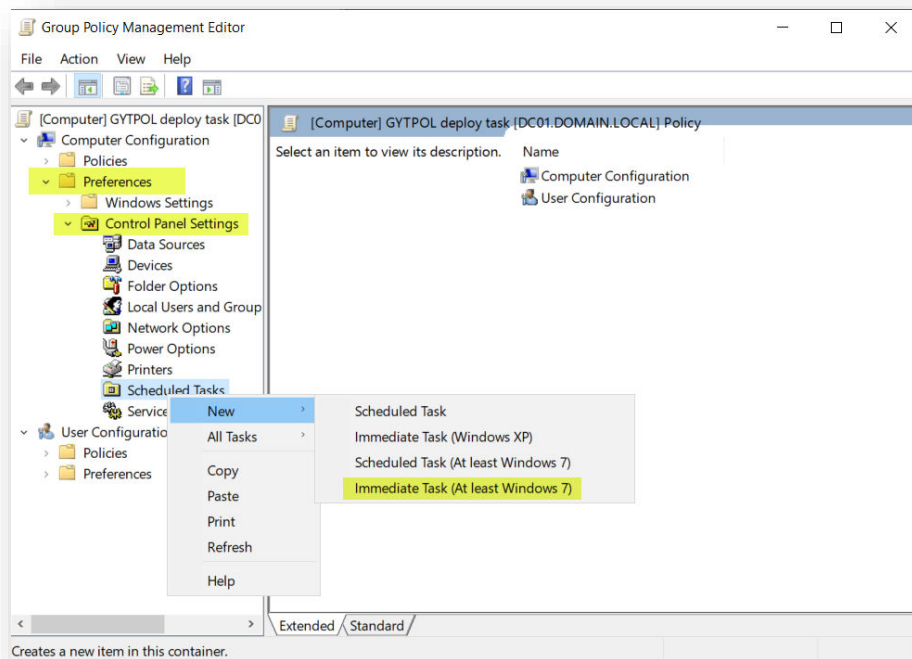 Group Policy Management Editor
File Action View Help
[Computer] GYTPOL deploy task [DC0
Computer Configuration
Policies
Preferences
Windows Settings
Control Panel Settings
Data Sources
Devices
Folder Options
Local Users and Group
Network Options
Power Options
Printers
Scheduled Tasks
Service
User Configuratio
Policies
Preferences
[Computer] GYTPOL deploy task [DC01.DOMAIN.LOCAL] Policy
Select an item to view its description.
Name
Computer Configuration
User Configuration
New
All Tasks
Copy
Paste
Print
Refresh
Help
Scheduled Task
Immediate Task (Windows XP)
Scheduled Task (At least Windows 7)
Immediate Task (At least Windows 7)
Extended Standard
Creates a new item in this container.